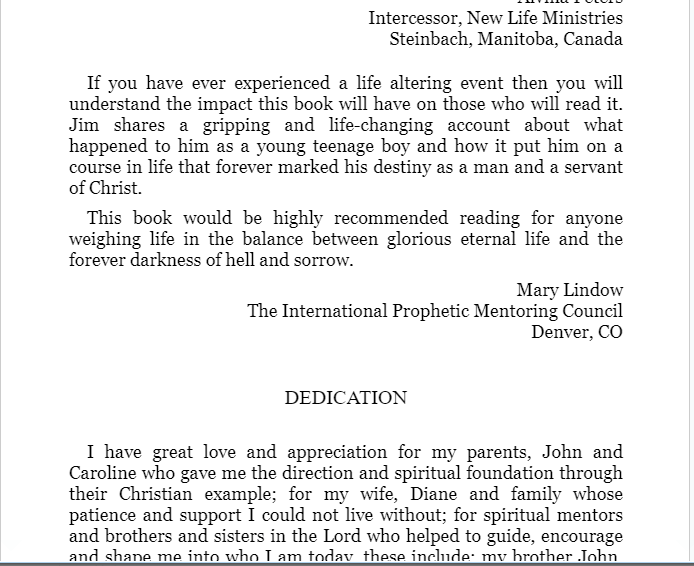 Alvina Peters
Intercessor, New Life Ministries
Steinbach, Manitoba, Canada
If you have ever experienced a life altering event then you will
understand the impact this book will have on those who will read it.
Jim shares a gripping and life-changing account about what
happened to him as a young teenage boy and how it put him on a
course in life that forever marked his destiny as a man and a servant
of Christ.
This book would be highly recommended reading for anyone
weighing life in the balance between glorious eternal life and the
forever darkness of hell and sorrow.
Mary Lindow
The International Prophetic Mentoring Council
Denver, CO
DEDICATION
I have great love and appreciation for my parents, John and
Caroline who gave me the direction and spiritual foundation through
their Christian example; for my wife, Diane and family whose
patience and support I could not live without; for spiritual mentors
and brothers and sisters in the Lord who helped to guide, encourage
and shape me into who I am today, these include: my brother John,